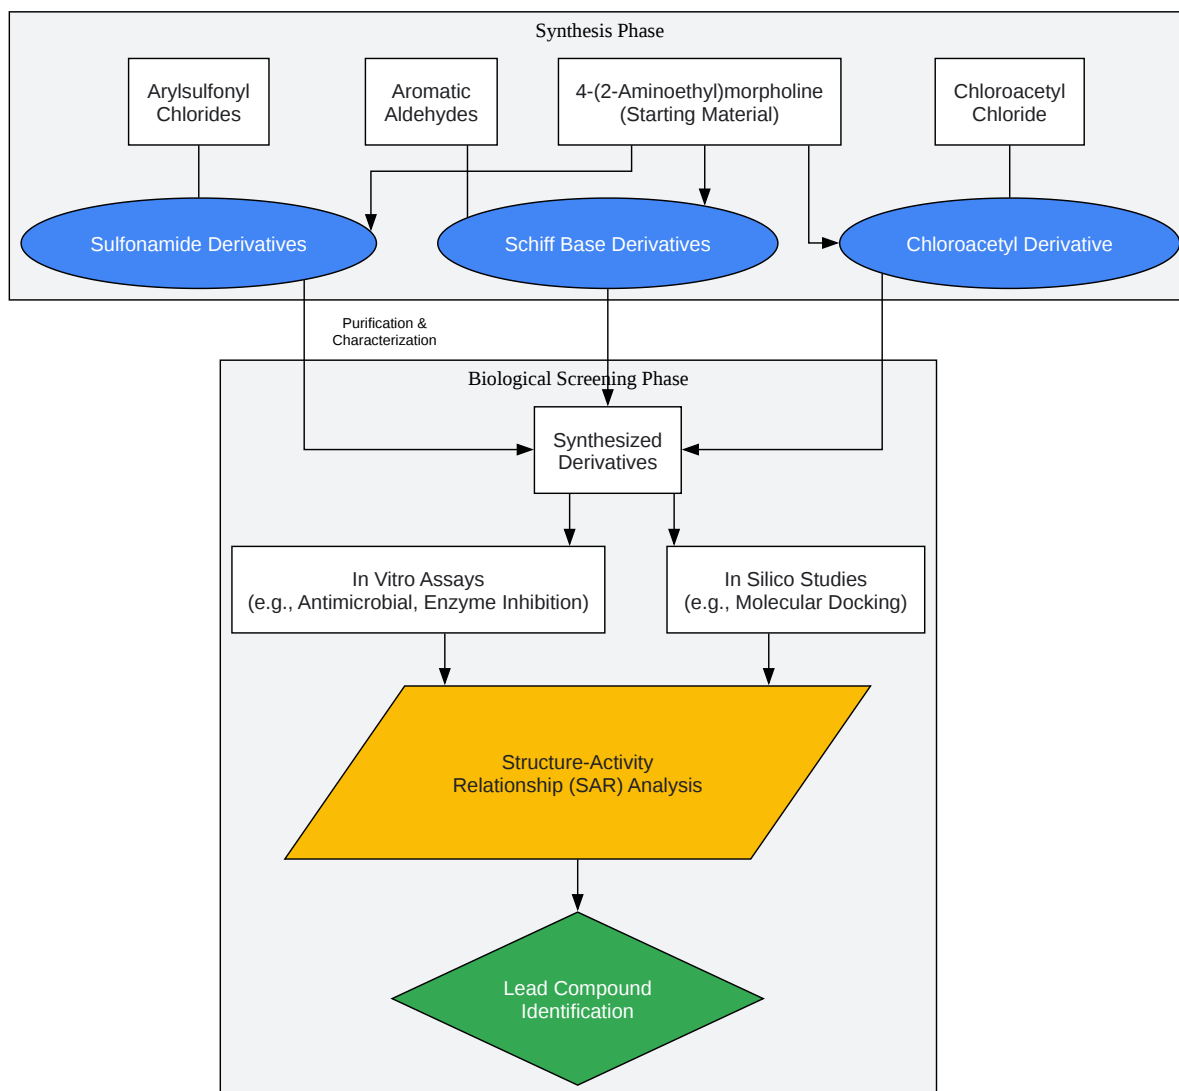 Synthesis Phase
Arylsulfonyl
Chlorides
Aromatic
Aldehydes
4-(2-Aminoethyl)morpholine
(Starting Material)
Chloroacetyl
Chloride
Sulfonamide Derivatives
Schiff Base Derivatives
Chloroacetyl Derivative
Purification &
Characterization
Biological Screening Phase
Synthesized
Derivatives
In Vitro Assays
(e.g., Antimicrobial, Enzyme Inhibition)
In Silico Studies
(e.g., Molecular Docking)
Structure-Activity
Relationship (SAR) Analysis
Lead Compound
Identification